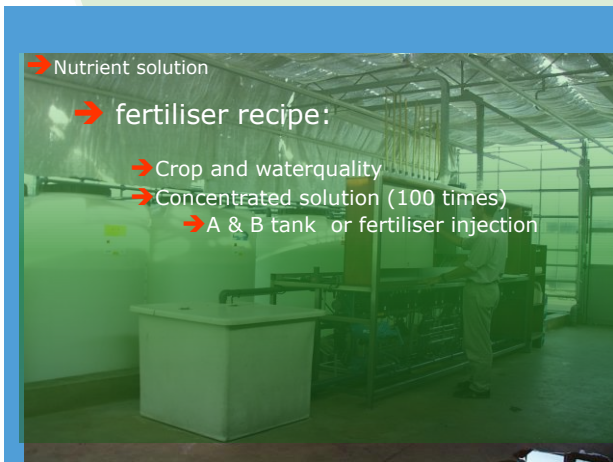 ➔Nutrient solution
➔ fertiliser recipe:
➔Crop and waterquality
➔Concentrated solution (100 times)
➔A & B tank or fertiliser injection